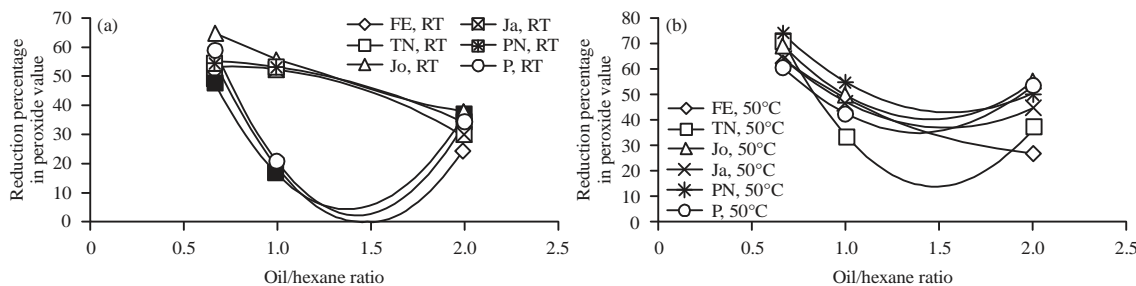 (a)
Reduction percentage
in peroxide value
70
60
50
40
30
20
10
0
0
0.5
1.0
1.5
2.0
2.5
Oil/hexane ratio
FE, RT
TN, RT
Jo, RT
Ja, RT
PN, RT
P, RT
(b)
Reduction percentage
in peroxide value
80
70
60
50
40
30
20
10
0
0
0.5
1.0
1.5
2.0
2.5
Oil/hexane ratio
FE, 50°C
TN, 50°C
Jo, 50°C
Ja, 50°C
PN, 50°C
P, 50°C